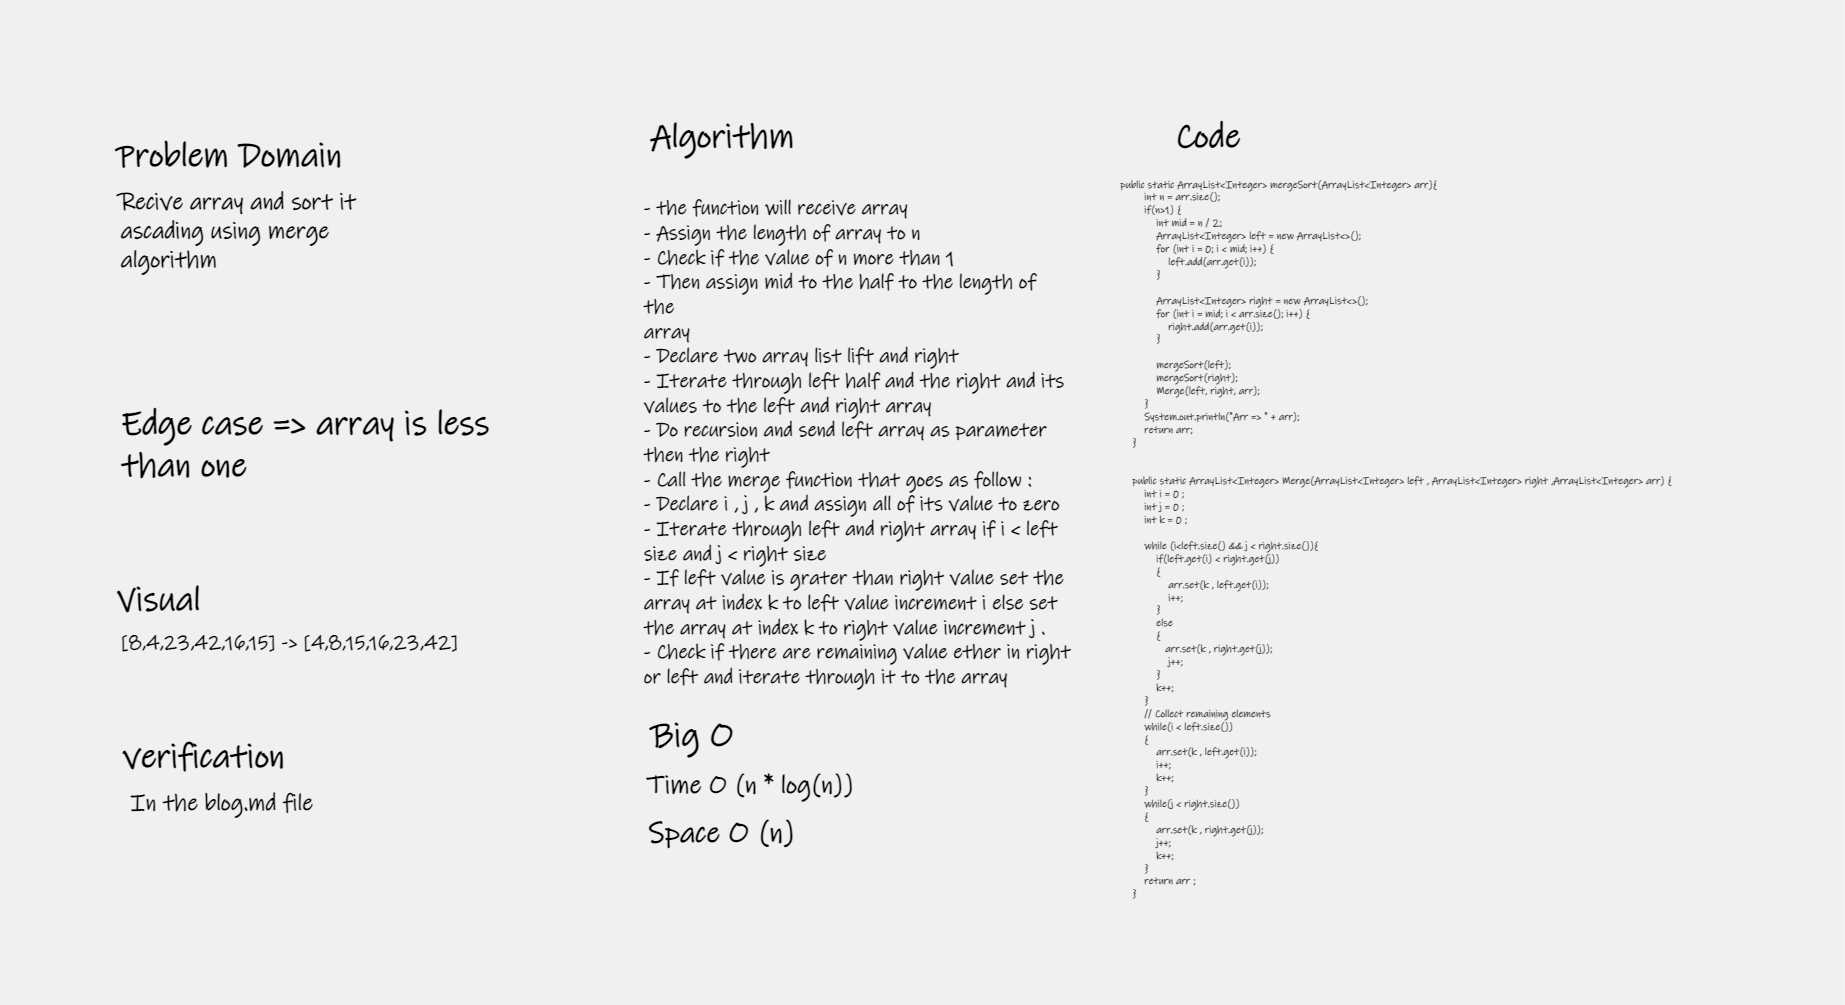 Problem Domain
Recive array and sort it
ascading using merge
algorithm
Edge case => array is less
than one
Visual
[8,4,23,42,16,15] -> [4,8,15,16,23,42]
verification
In the blog.md file
Algorithm
- the function will receive array
- Assign the length of array to n
- Check if the value of n more than 1
- Then assign mid to the half to the length of
the
array
- Declare two array list lift and right
- Iterate through left half and the right and its
values to the left and right array
- Do recursion and send left array as parameter
then the right
- Call the merge function that goes as follow :
- Declare i , j , k and assign all of its value to zero
- Iterate through left and right array if i < left
size and j < right size
- If left value is grater than right value set the
array at index k to left value increment i else set
the array at index k to right value increment j .
- Check if there are remaining value ether in right
or left and iterate through it to the array
Big O
Time O (n * log(n))
Space O (n)
Code
public static ArrayList<Integer> mergeSort(ArrayList<Integer> arr){
int n = arr.size();
if(n>1) {
int mid = n / 2;
ArrayList<Integer> left = new ArrayList<>();
for (int i = 0; i < mid; i++) {
left.add(arr.get(i));
}
ArrayList<Integer> right = new ArrayList<>();
for (int i = mid; i < arr.size(); i++) {
right.add(arr.get(i));
}
mergeSort(left);
mergeSort(right);
Merge(left, right, arr);
}
System.out.println("Arr => " + arr);
return arr;
}
public static ArrayList<Integer> Merge(ArrayList<Integer> left , ArrayList<Integer> right ,ArrayList<Integer> arr) {
int i = 0 ;
int j = 0 ;
int k = 0 ;
while (i<left.size() && j < right.size()){
if(left.get(i) < right.get(j))
{
arr.set(k , left.get(i));
i++;
}
else
{
arr.set(k , right.get(j));
j++;
}
k++;
}
// Collect remaining elements
while(i < left.size())
{
arr.set(k , left.get(i));
i++;
k++;
}
while(j < right.size())
{
arr.set(k , right.get(j));
j++;
k++;
}
return arr ;
}